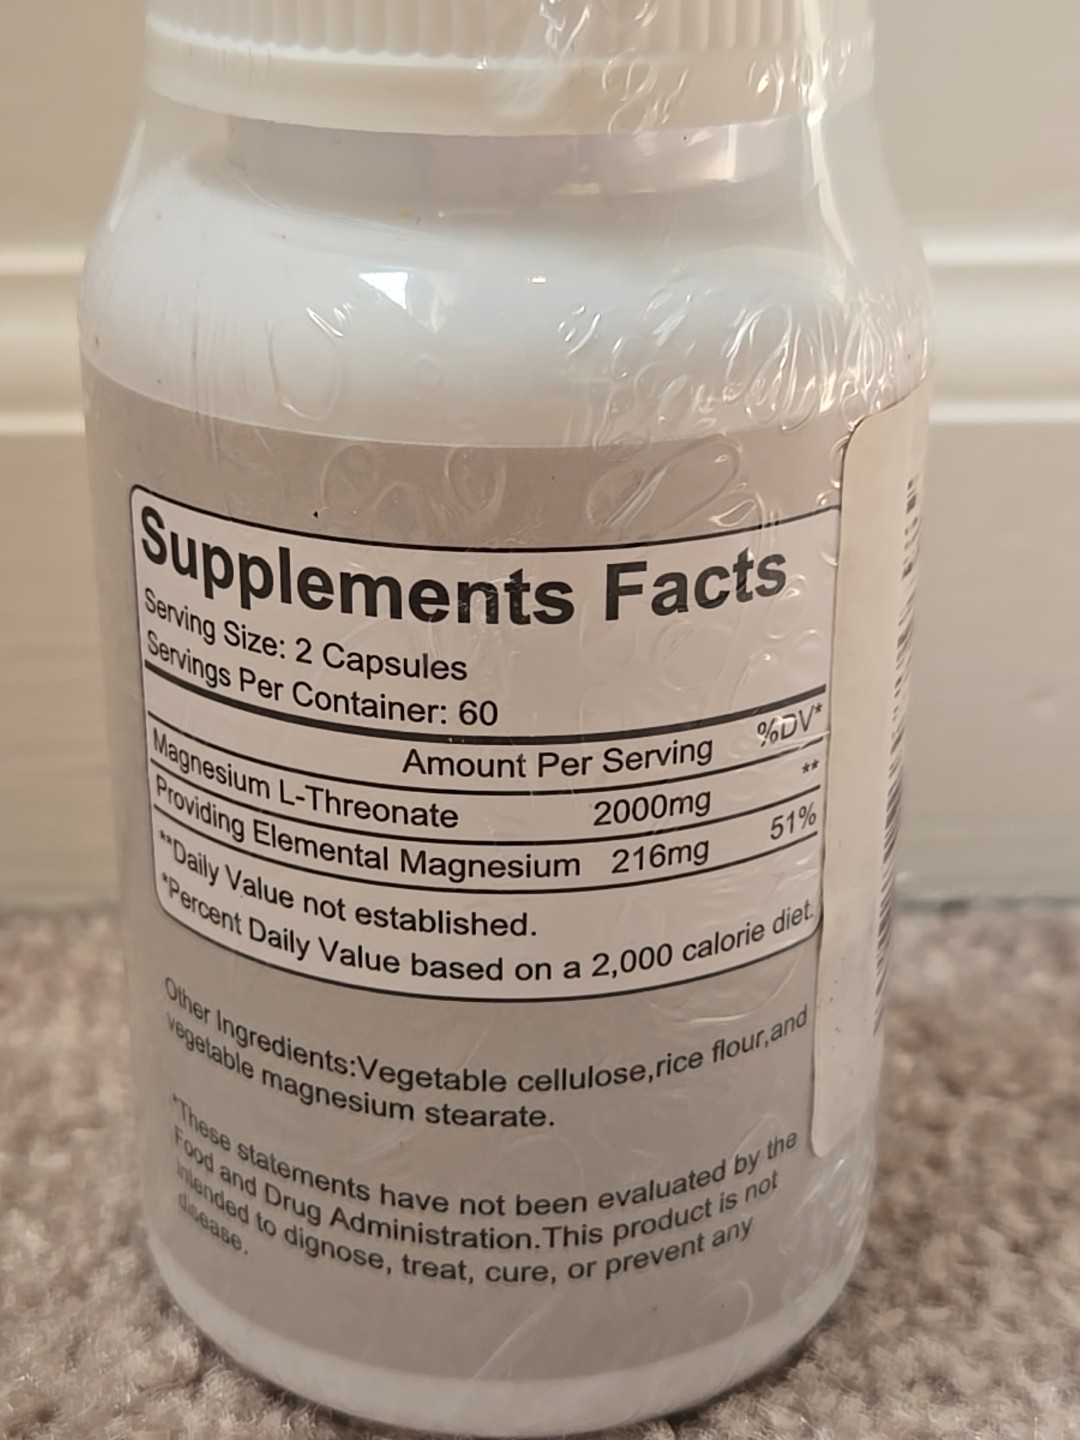 Supplements Facts
Serving Size: 2 Capsules
Servings Per Container: 60
Amount Per Serving %DV*
Magnesium L-Threonate 2000mg **
Providing Elemental Magnesium 216mg 51%
**Daily Value not established.
*Percent Daily Value based on a 2,000 calorie diet.
Other Ingredients:Vegetable cellulose,rice flour,and
vegetable magnesium stearate.
*These statements have not been evaluated by the
Food and Drug Administration.This product is not
intended to dignose, treat, cure, or prevent any
disease.